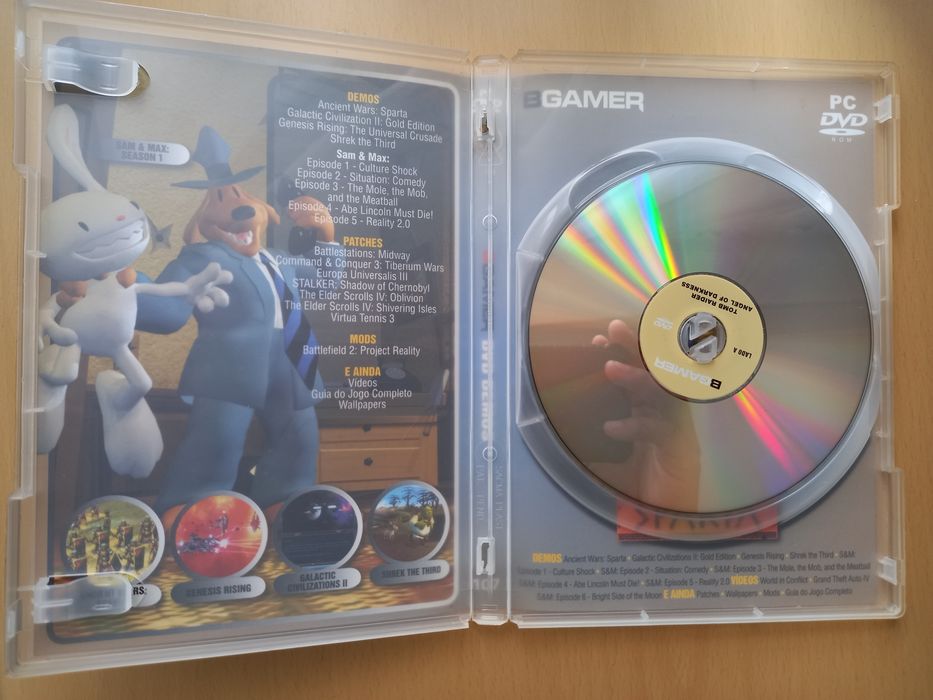 SAM & MAX:
SEASON 1
DEMOS
Ancient Wars: Sparta
Galactic Civilization II: Gold Edition
Genesis Rising: The Universal Crusade
Shrek the Third
Sam & Max:
Episode 1 - Culture Shock
Episode 2 - Situation: Comedy
Episode 3 - The Mole, the Mob,
and the Meatball
Episode 4 - Abe Lincoln Must Die!
Episode 5 - Reality 2.0
PATCHES
Battlestations: Midway
Command & Conquer 3: Tiberium Wars
Europa Universalis III
STALKER: Shadow of Chernobyl
The Elder Scrolls IV: Oblivion
The Elder Scrolls IV: Shivering Isles
Virtua Tennis 3
MODS
Battlefield 2: Project Reality
E AINDA
Vídeos
Guia do Jogo Completo
Wallpapers
GENESIS RISING
GALACTIC
CIVILIZATIONS II
SHREK THE THIRD
107
BGAMER
PC
DVD
ROM
TOMB RAIDER
ANGEL OF DARKNESS
LADO A
DVD
BGAMER
SPARTA
DEMOS Ancient Wars: Sparta • Galactic Civilizations II: Gold Edition • Genesis Rising • Shrek the Third • S&M:
Episode 1 - Culture Shock • S&M: Episode 2 - Situation: Comedy • S&M: Episode 3 - The Mole, the Mob, and the Meatball
S&M: Episode 4 - Abe Lincoln Must Die! • S&M: Episode 5 - Reality 2.0 VÍDEOS World in Conflict • Grand Theft Auto IV
S&M: Episode 6 - Bright Side of the Moon E AINDA Patches • Wallpapers • Mods • Guia do Jogo Completo